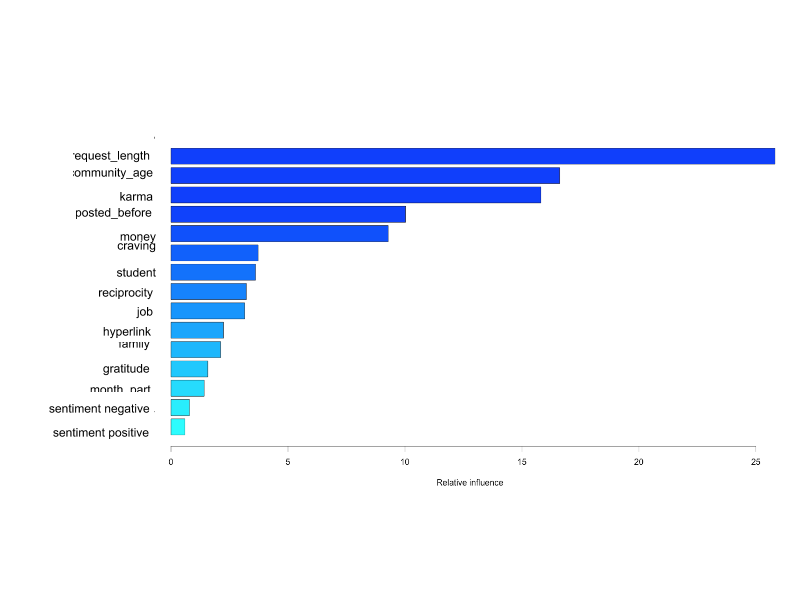 request_length
community_age
karma
posted_before
money
craving
student
reciprocity
job
hyperlink
family
gratitude
month_part
sentiment negative
sentiment positive
0 5 10 15 20 25
Relative influence